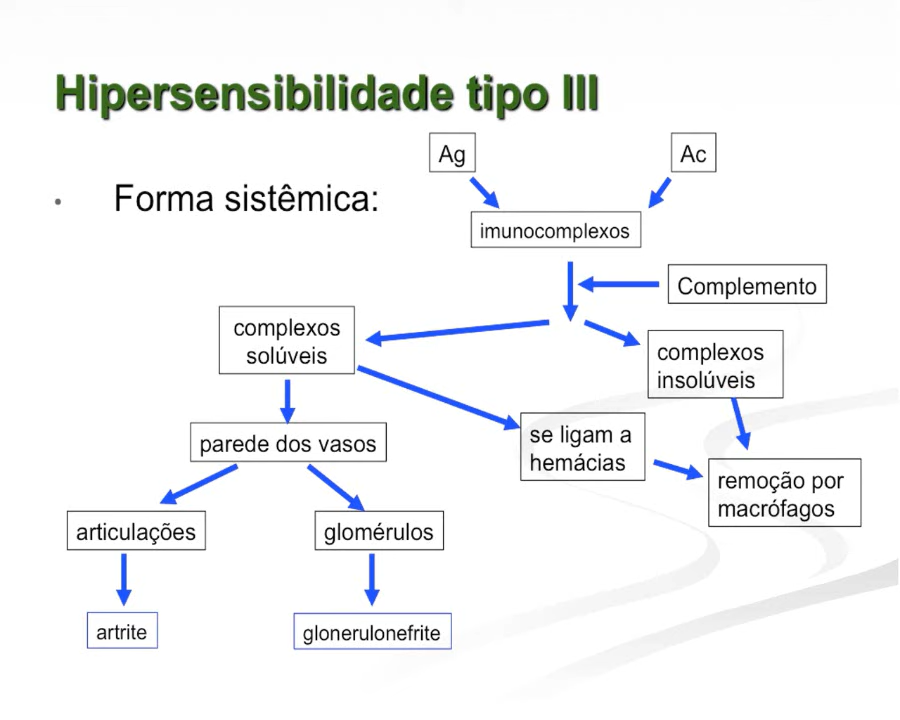 Hipersensibilidade tipo III
• Forma sistêmica:
Ag
Ac
imunocomplexos
Complemento
complexos
solúveis
complexos
insolúveis
parede dos vasos
se ligam a
hemácias
remoção por
macrófagos
articulações
glomérulos
artrite
glonerulonefrite